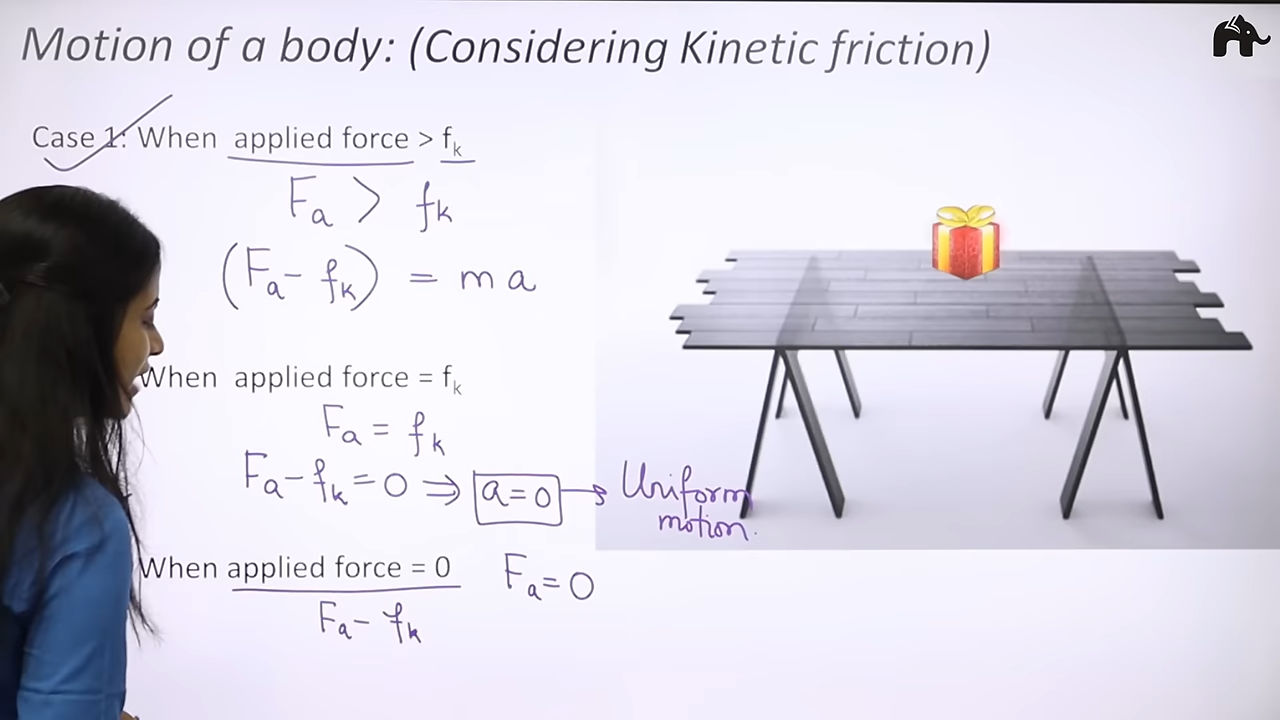 Motion of a body: (Considering Kinetic friction)
Case 1: When applied force > fₖ
Fₐ > fₖ
(Fₐ - fₖ) = ma
When applied force = fₖ
Fₐ = fₖ
Fₐ - fₖ = 0 ⇒ a = 0 → Uniform
motion.
When applied force = 0 Fₐ = 0
Fₐ - fₖ